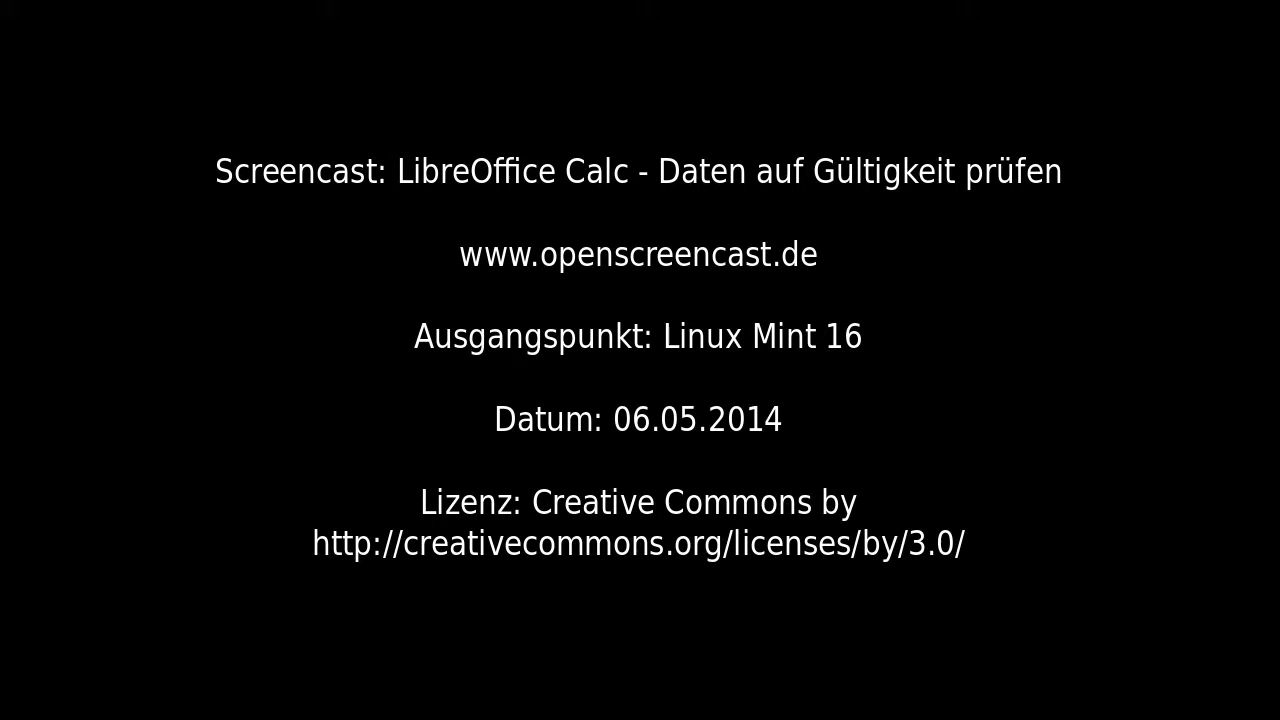 Screencast: LibreOffice Calc - Daten auf Gültigkeit prüfen
www.openscreencast.de
Ausgangspunkt: Linux Mint 16
Datum: 06.05.2014
Lizenz: Creative Commons by
http://creativecommons.org/licenses/by/3.0/